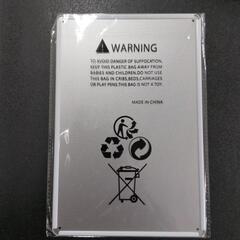 WARNING
TO AVOID DANGER OF SUFFOCATION,
KEEP THIS PLASTIC BAG AWAY FROM
BABIES AND CHILDREN.DO NOT USE
THIS BAG IN CRIBS,BEDS,CARRIAGES
OR PLAY PENS.THIS BAG IS NOT A TOY.
MADE IN CHINA